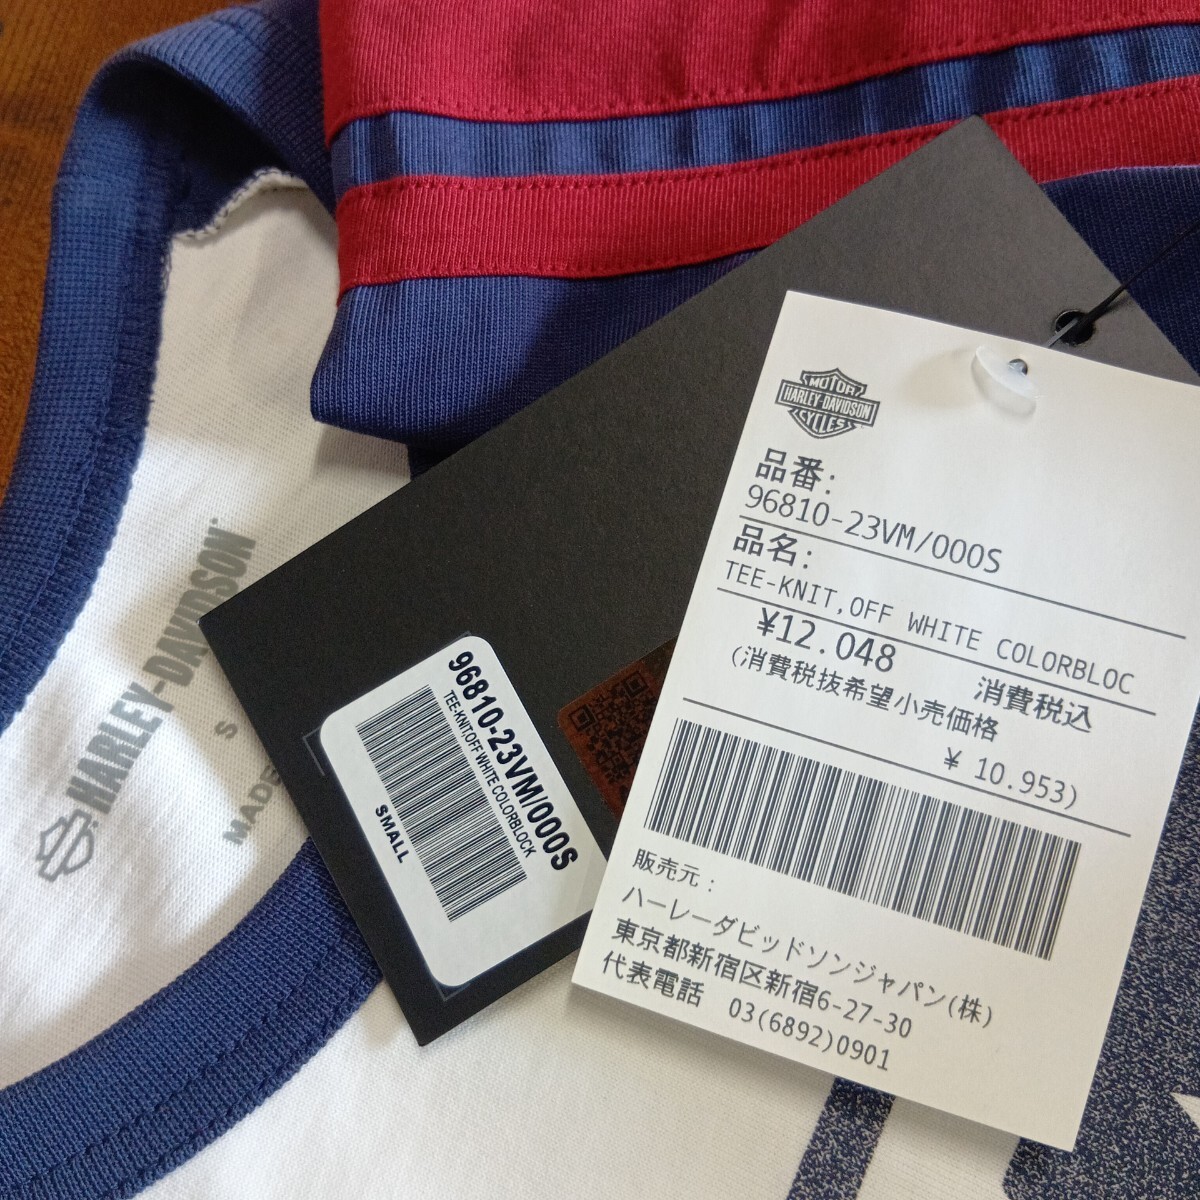 MOTOR
HARLEY-DAVIDSON
CYCLES
品番:
96810-23VM/000S
品名:
TEE-KNIT,OFF WHITE COLORBLOC
¥12.048 消費税込
(消費税抜希望小売価格
¥ 10.953)
販売元:
ハーレーダビッドソンジャパン(株)
東京都新宿区新宿6-27-30
代表電話 03(6892)0901
96810-23VM/000S
TEE-KNIT,OFF WHITE COLORBLOCK
SMALL
HARLEY-DAVIDSON
S
MADE